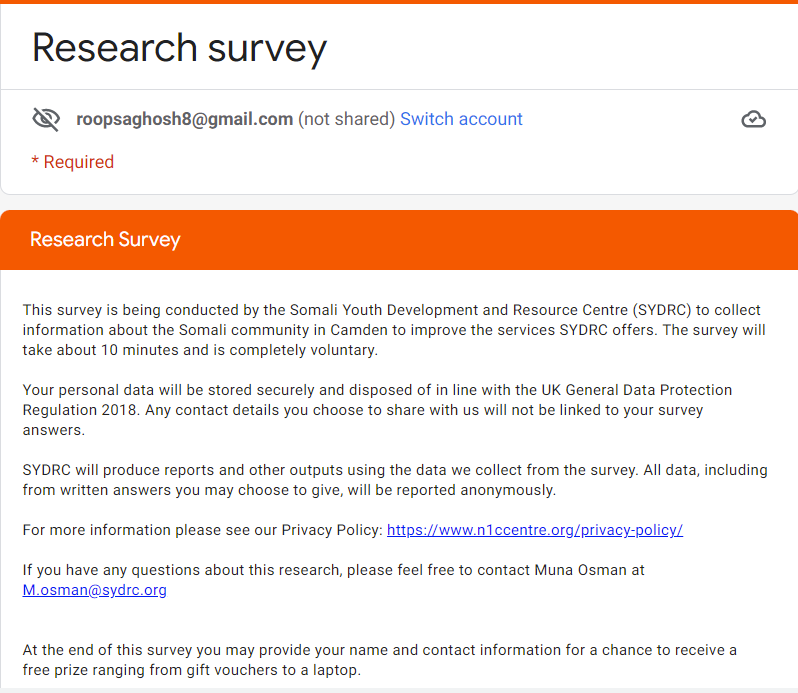 Research survey
roopsaghosh8@gmail.com (not shared) Switch account
* Required
Research Survey
This survey is being conducted by the Somali Youth Development and Resource Centre (SYDRC) to collect
information about the Somali community in Camden to improve the services SYDRC offers. The survey will
take about 10 minutes and is completely voluntary.
Your personal data will be stored securely and disposed of in line with the UK General Data Protection
Regulation 2018. Any contact details you choose to share with us will not be linked to your survey
answers.
SYDRC will produce reports and other outputs using the data we collect from the survey. All data, including
from written answers you may choose to give, will be reported anonymously.
For more information please see our Privacy Policy: https://www.n1ccentre.org/privacy-policy/
If you have any questions about this research, please feel free to contact Muna Osman at
M.osman@sydrc.org
At the end of this survey you may provide your name and contact information for a chance to receive a
free prize ranging from gift vouchers to a laptop.